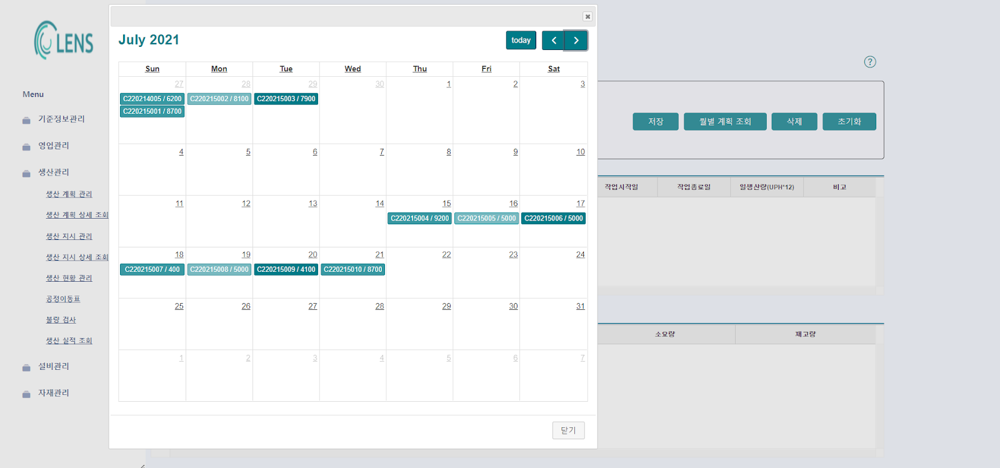 LENS
Menu
기준정보관리
영업관리
생산관리
생산 계획 관리
생산 계획 상세 조회
생산 지시 관리
생산 지시 상세 조회
생산 현황 관리
공정이동표
불량 검사
생산 실적 조회
설비관리
자재관리
July 2021
today
Sun Mon Tue Wed Thu Fri Sat
27 28 29 30 1 2 3
C220214005 / 6200 C220215002 / 8100 C220215003 / 7900
C220215001 / 8700
4 5 6 7 8 9 10
11 12 13 14 15 16 17
C220215004 / 9200 C220215005 / 5000 C220215006 / 5000
18 19 20 21 22 23 24
C220215007 / 400 C220215008 / 5000 C220215009 / 4100 C220215010 / 8700
25 26 27 28 29 30 31
1 2 3 4 5 6 7
닫기
?
저장 월별 계획 조회 삭제 초기화
작업시작일 작업종료일 일생산량(UPH*12) 비고
소요량 재고량